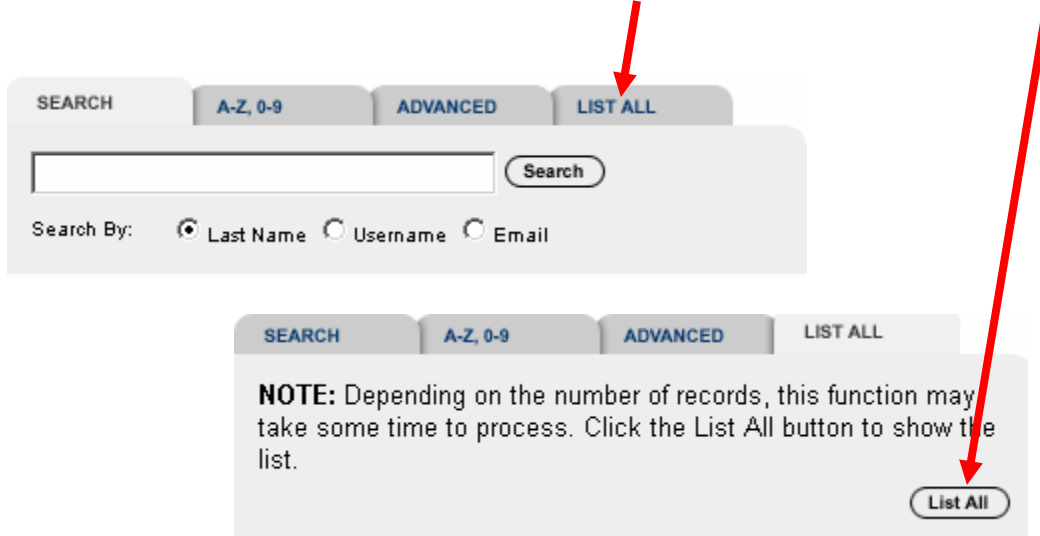 SEARCH A-Z, 0-9 ADVANCED LIST ALL
Search
Search By: Last Name Username Email
SEARCH A-Z, 0-9 ADVANCED LIST ALL
NOTE: Depending on the number of records, this function may
take some time to process. Click the List All button to show the
list.
List All